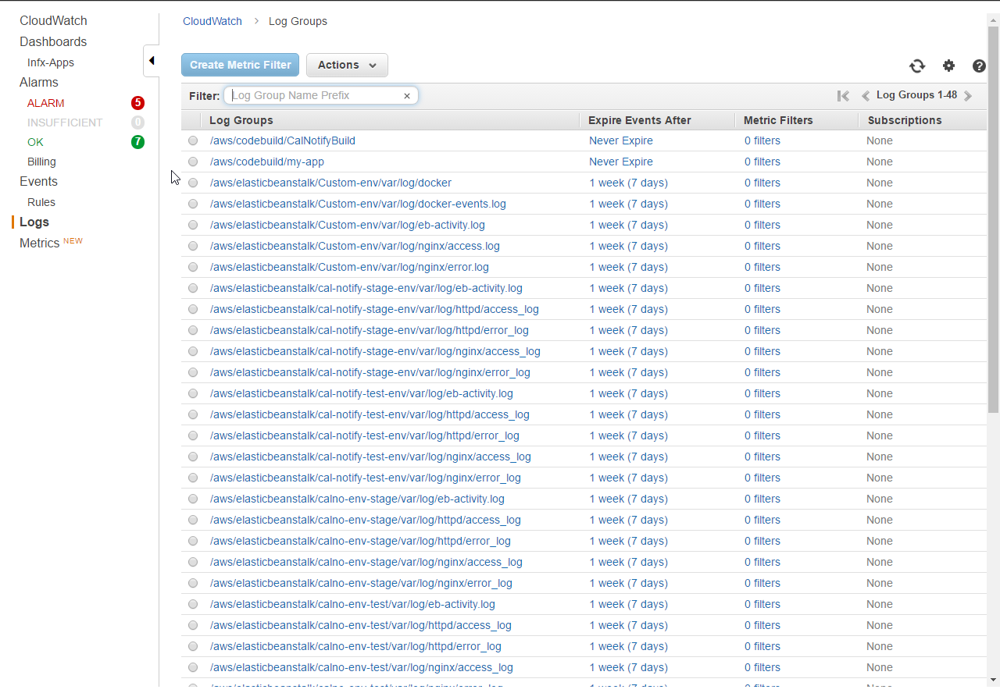 CloudWatch
Dashboards
Infx-Apps
Alarms
ALARM 5
INSUFFICIENT 0
OK 7
Billing
Events
Rules
Logs
Metrics NEW
CloudWatch > Log Groups
Create Metric Filter Actions
Filter: Log Group Name Prefix × Log Groups 1-48
Log Groups Expire Events After Metric Filters Subscriptions
/aws/codebuild/CalNotifyBuild Never Expire 0 filters None
/aws/codebuild/my-app Never Expire 0 filters None
/aws/elasticbeanstalk/Custom-env/var/log/docker 1 week (7 days) 0 filters None
/aws/elasticbeanstalk/Custom-env/var/log/docker-events.log 1 week (7 days) 0 filters None
/aws/elasticbeanstalk/Custom-env/var/log/eb-activity.log 1 week (7 days) 0 filters None
/aws/elasticbeanstalk/Custom-env/var/log/nginx/access.log 1 week (7 days) 0 filters None
/aws/elasticbeanstalk/Custom-env/var/log/nginx/error.log 1 week (7 days) 0 filters None
/aws/elasticbeanstalk/cal-notify-stage-env/var/log/eb-activity.log 1 week (7 days) 0 filters None
/aws/elasticbeanstalk/cal-notify-stage-env/var/log/httpd/access_log 1 week (7 days) 0 filters None
/aws/elasticbeanstalk/cal-notify-stage-env/var/log/httpd/error_log 1 week (7 days) 0 filters None
/aws/elasticbeanstalk/cal-notify-stage-env/var/log/nginx/access_log 1 week (7 days) 0 filters None
/aws/elasticbeanstalk/cal-notify-stage-env/var/log/nginx/error_log 1 week (7 days) 0 filters None
/aws/elasticbeanstalk/cal-notify-test-env/var/log/eb-activity.log 1 week (7 days) 0 filters None
/aws/elasticbeanstalk/cal-notify-test-env/var/log/httpd/access_log 1 week (7 days) 0 filters None
/aws/elasticbeanstalk/cal-notify-test-env/var/log/httpd/error_log 1 week (7 days) 0 filters None
/aws/elasticbeanstalk/cal-notify-test-env/var/log/nginx/access_log 1 week (7 days) 0 filters None
/aws/elasticbeanstalk/cal-notify-test-env/var/log/nginx/error_log 1 week (7 days) 0 filters None
/aws/elasticbeanstalk/calno-env-stage/var/log/eb-activity.log 1 week (7 days) 0 filters None
/aws/elasticbeanstalk/calno-env-stage/var/log/httpd/access_log 1 week (7 days) 0 filters None
/aws/elasticbeanstalk/calno-env-stage/var/log/httpd/error_log 1 week (7 days) 0 filters None
/aws/elasticbeanstalk/calno-env-stage/var/log/nginx/access_log 1 week (7 days) 0 filters None
/aws/elasticbeanstalk/calno-env-stage/var/log/nginx/error_log 1 week (7 days) 0 filters None
/aws/elasticbeanstalk/calno-env-test/var/log/eb-activity.log 1 week (7 days) 0 filters None
/aws/elasticbeanstalk/calno-env-test/var/log/httpd/access_log 1 week (7 days) 0 filters None
/aws/elasticbeanstalk/calno-env-test/var/log/httpd/error_log 1 week (7 days) 0 filters None
/aws/elasticbeanstalk/calno-env-test/var/log/nginx/access_log 1 week (7 days) 0 filters None